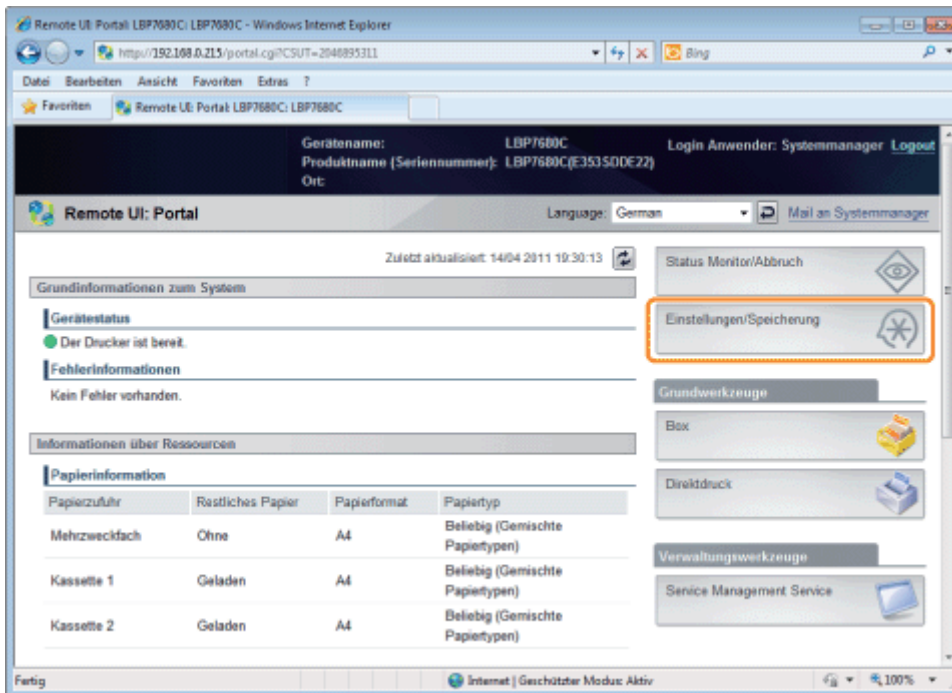 Remote UI: Portal: LBP7680C: LBP7680C - Windows Internet Explorer
http://192.168.0.215/portal.cgi?CSUT=2046895311
Bing
Datei Bearbeiten Ansicht Favoriten Extras ?
Favoriten Remote UI: Portal: LBP7680C: LBP7680C
Gerätename: LBP7680C Login Anwender: Systemmanager Logout
Produktname (Seriennummer): LBP7680C(E353SDDE22)
Ort:
Remote UI: Portal Language: German Mail an Systemmanager
Zuletzt aktualisiert: 14/04 2011 19:30:13
Status Monitor/Abbruch
Grundinformationen zum System
Gerätestatus
Einstellungen/Speicherung
Der Drucker ist bereit.
Fehlerinformationen
Kein Fehler vorhanden.
Grundwerkzeuge
Box
Informationen über Ressourcen
Papierinformation
Direktdruck
Papierzufuhr Restliches Papier Papierformat Papiertyp
Mehrzweckfach Ohne A4 Beliebig (Gemischte
Papiertypen)
Verwaltungswerkzeuge
Kassette 1 Geladen A4 Beliebig (Gemischte
Papiertypen)
Service Management Service
Kassette 2 Geladen A4 Beliebig (Gemischte
Papiertypen)
Fertig Internet | Geschützter Modus: Aktiv 100%